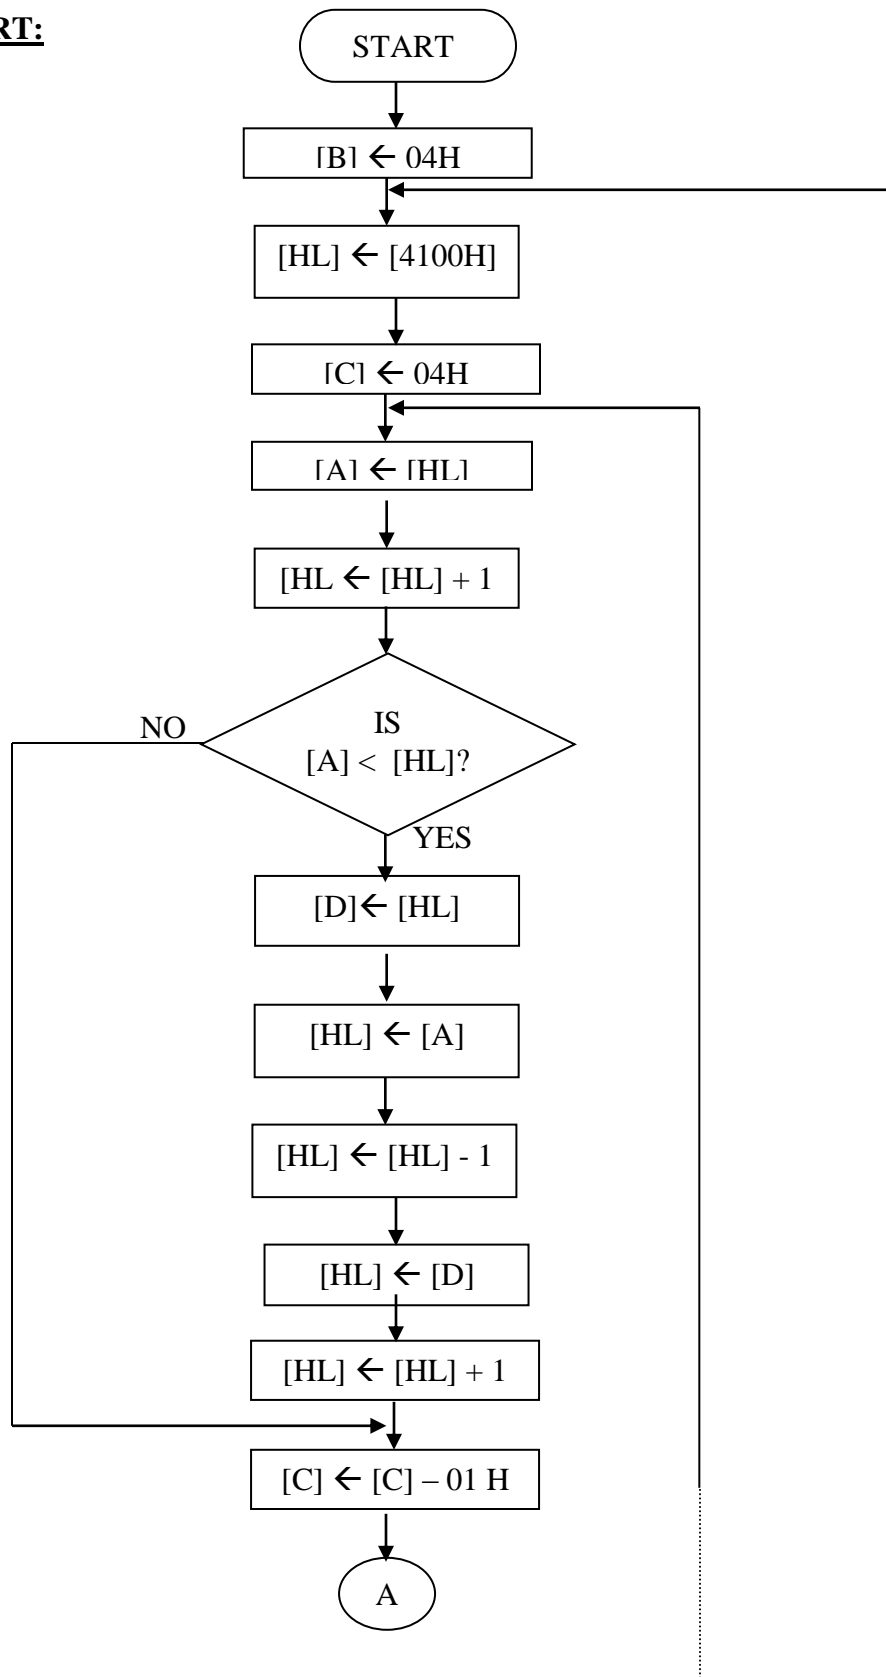 RT:
START
[B] ← 04H
[HL] ← [4100H]
[C] ← 04H
[A] ← [HL]
[HL ← [HL] + 1
IS
[A] < [HL]?
NO
YES
[D]← [HL]
[HL] ← [A]
[HL] ← [HL] - 1
[HL] ← [D]
[HL] ← [HL] + 1
[C] ← [C] – 01 H
A